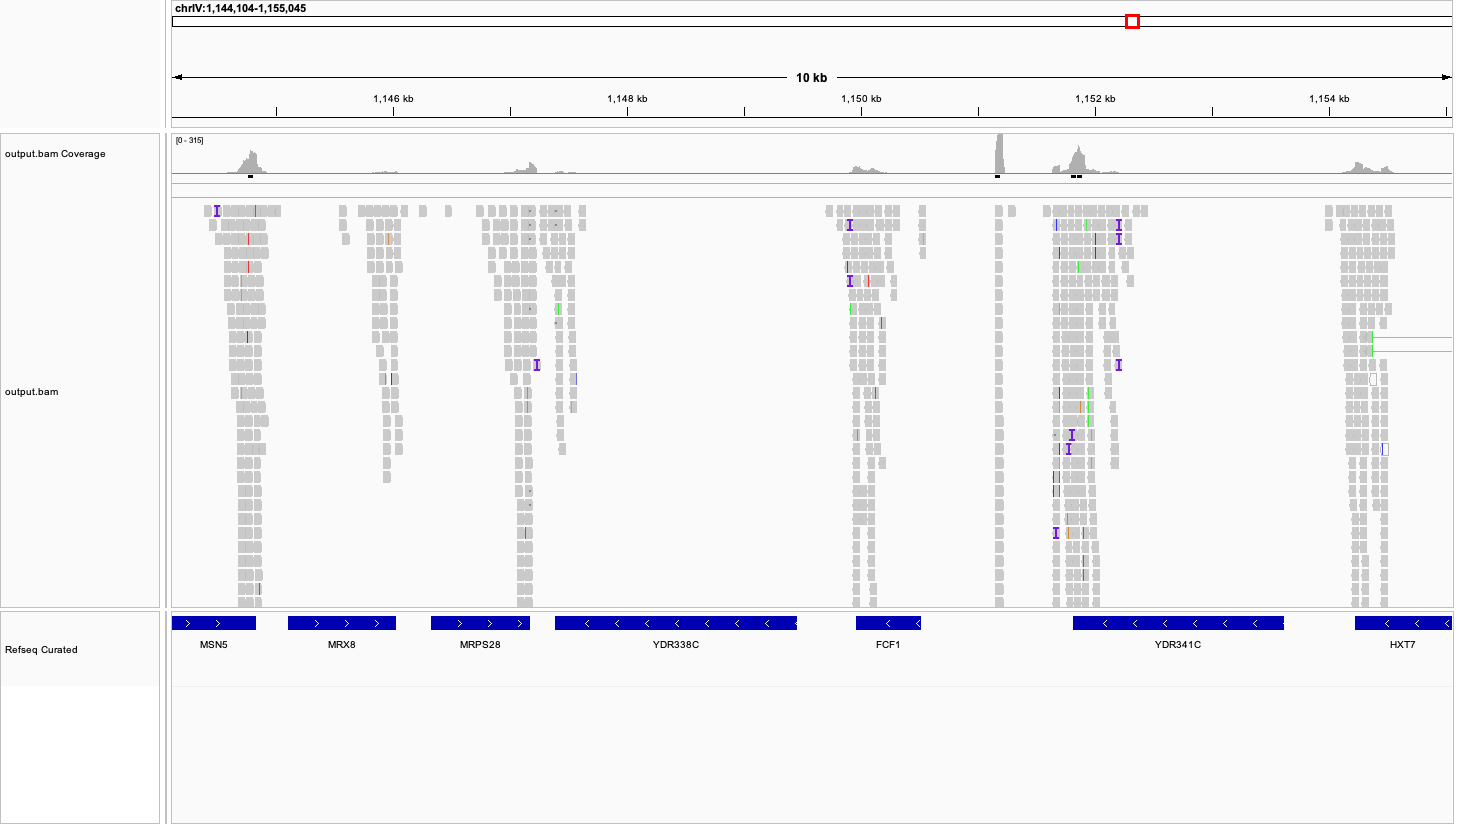 chrIV:1,144,104-1,155,045
10 kb
1,146 kb 1,148 kb 1,150 kb 1,152 kb 1,154 kb
output.bam Coverage
[0 - 315]
output.bam
Refseq Curated
MSN5 MRX8 MRPS28 YDR338C FCF1 YDR341C HXT7